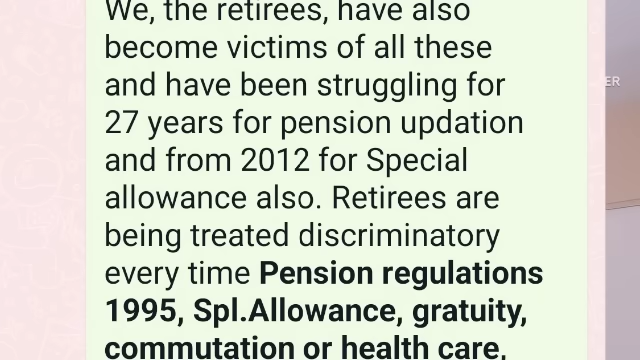 We, the retirees, have also
become victims of all these
and have been struggling for
27 years for pension updation
and from 2012 for Special
allowance also. Retirees are
being treated discriminatory
every time Pension regulations
1995, Spl.Allowance, gratuity,
commutation or health care,
ER